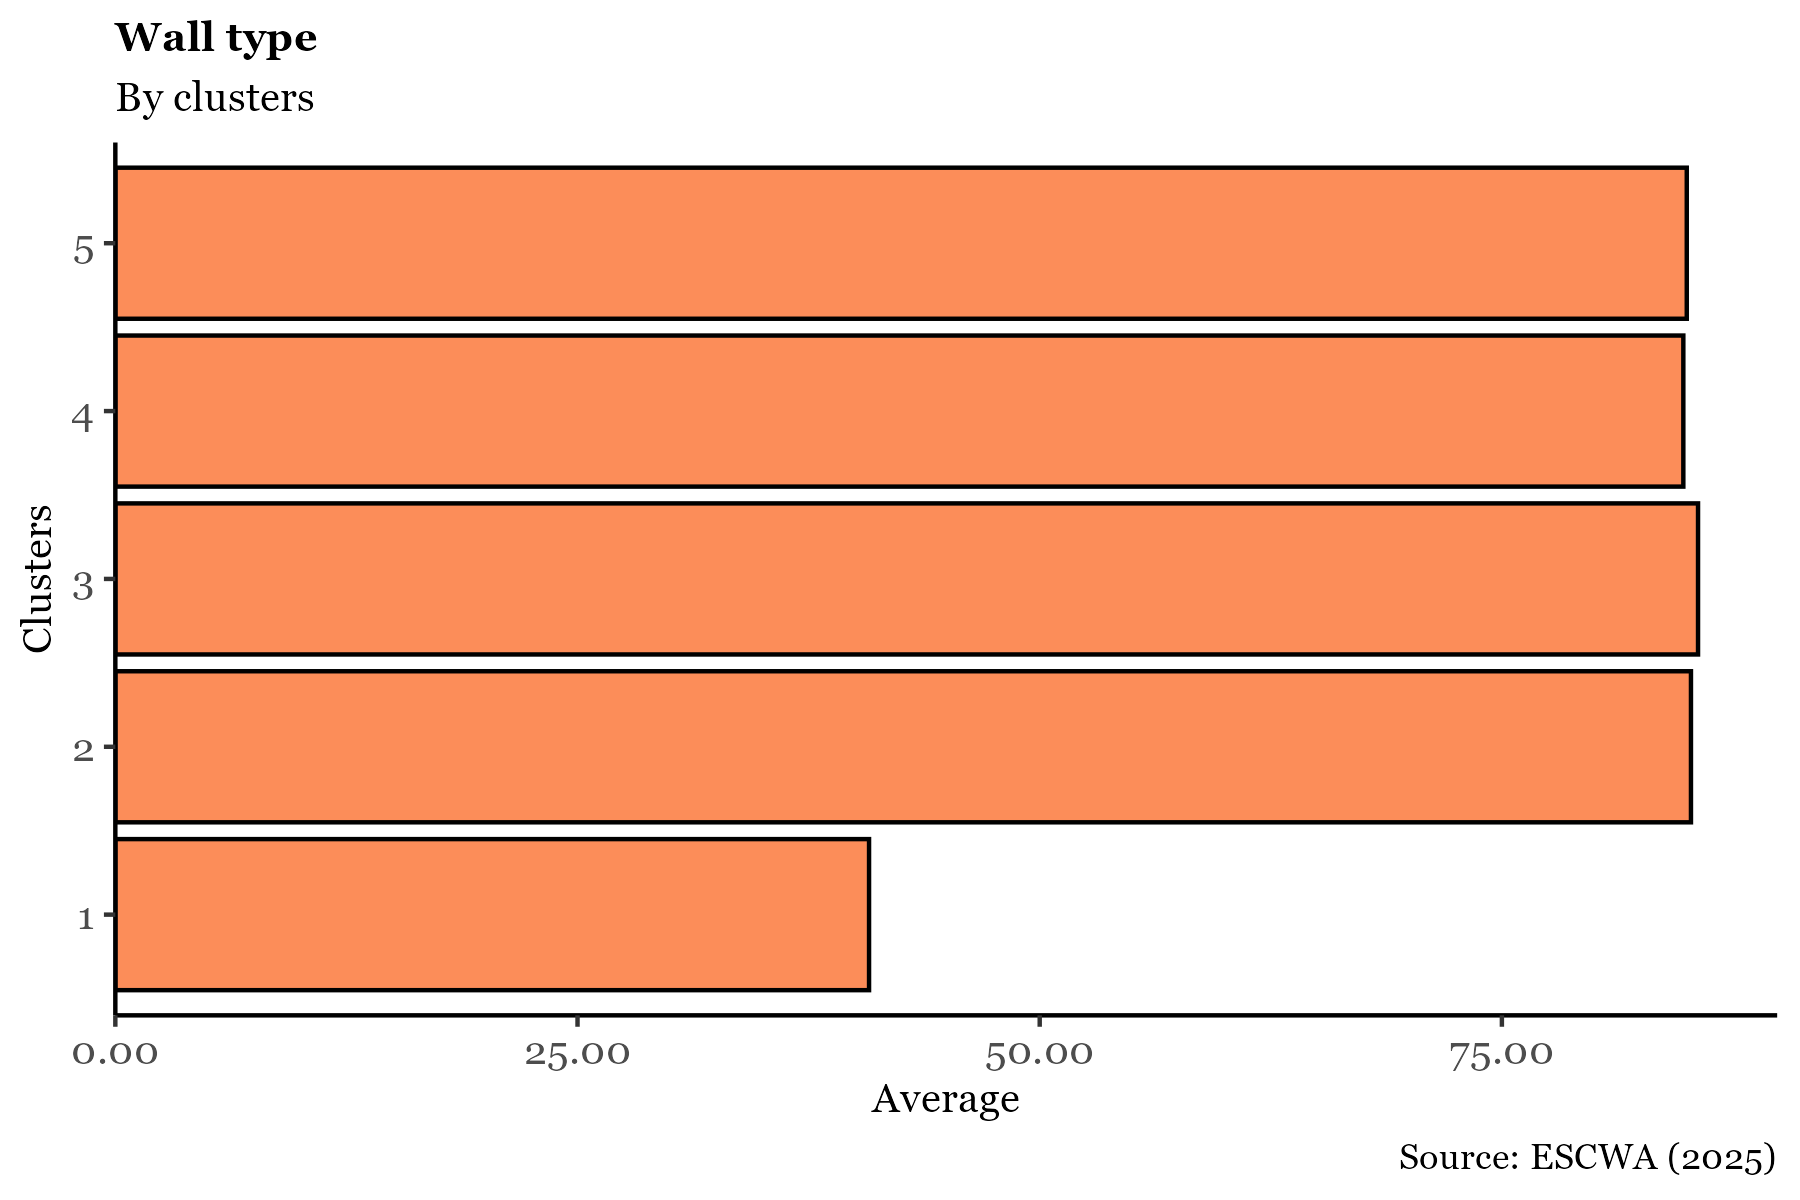 Wall type
By clusters
5
4
3
2
1
Clusters
0.00
25.00
50.00
75.00
Average
Source: ESCWA (2025)